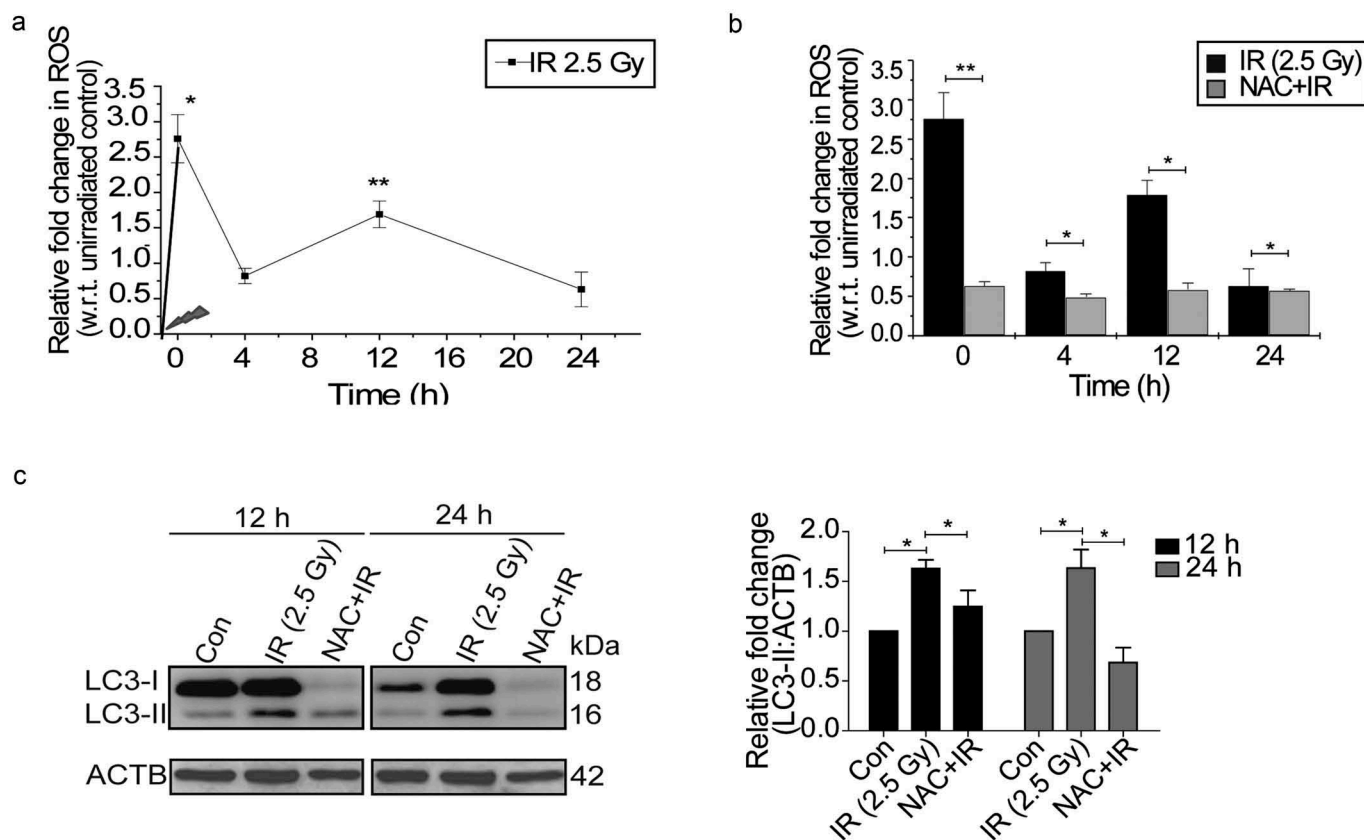 a
IR 2.5 Gy
Relative fold change in ROS
(w.r.t. unirradiated control)
3.5
3.0
2.5
2.0
1.5
1.0
0.5
0.0
*
**
0 4 8 12 16 20 24
Time (h)
b
IR (2.5 Gy)
NAC+IR
Relative fold change in ROS
(w.r.t. unirradiated control)
3.5
3.0
2.5
2.0
1.5
1.0
0.5
0.0
**
*
*
*
0 4 12 24
Time (h)
c
12 h 24 h
Con IR (2.5 Gy) NAC+IR Con IR (2.5 Gy) NAC+IR kDa
LC3-I 18
LC3-II 16
ACTB 42
Relative fold change
(LC3-II:ACTB)
2.0
1.5
1.0
0.5
0.0
* * * *
12 h
24 h
Con IR (2.5 Gy) NAC+IR Con IR (2.5 Gy) NAC+IR